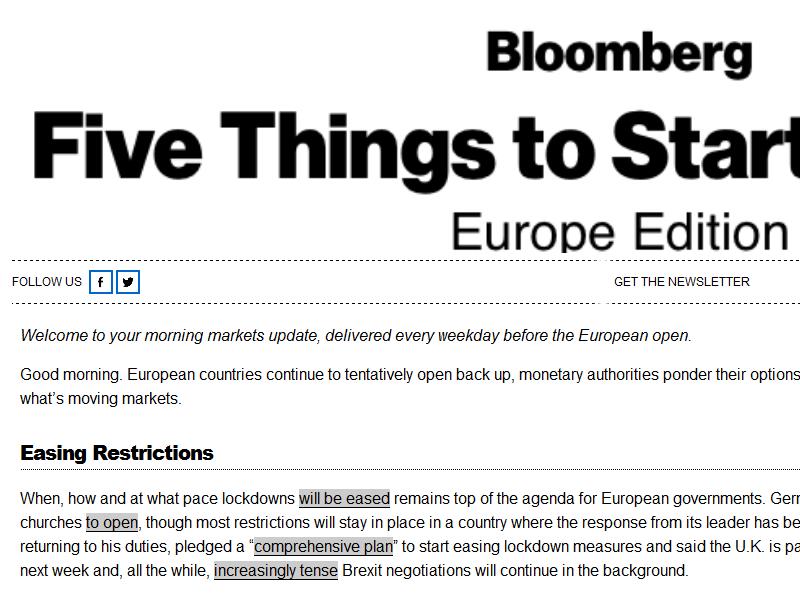 Bloomberg
Five Things to Start
Europe Edition
FOLLOW US
GET THE NEWSLETTER
Welcome to your morning markets update, delivered every weekday before the European open.
Good morning. European countries continue to tentatively open back up, monetary authorities ponder their options
what’s moving markets.
Easing Restrictions
When, how and at what pace lockdowns will be eased remains top of the agenda for European governments. Gern
churches to open, though most restrictions will stay in place in a country where the response from its leader has be
returning to his duties, pledged a “comprehensive plan” to start easing lockdown measures and said the U.K. is pa
next week and, all the while, increasingly tense Brexit negotiations will continue in the background.